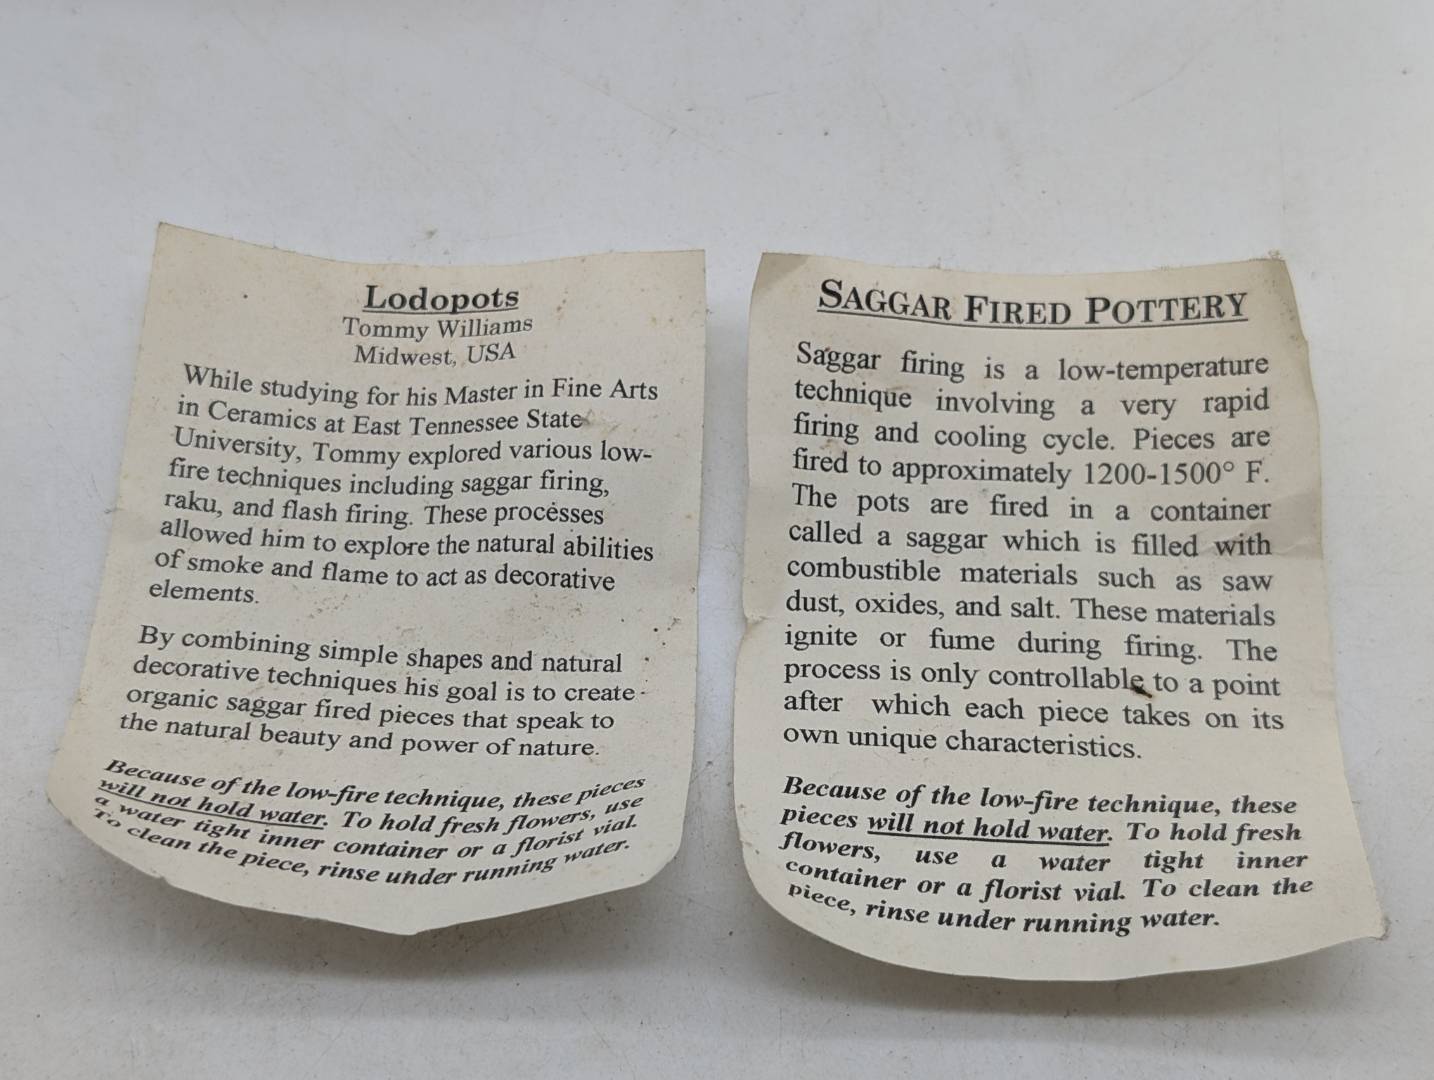 Lodopots
Tommy Williams
Midwest, USA
While studying for his Master in Fine Arts
in Ceramics at East Tennessee State
University, Tommy explored various low-
fire techniques including saggar firing,
raku, and flash firing. These processes
allowed him to explore the natural abilities
of smoke and flame to act as decorative
elements.
By combining simple shapes and natural
decorative techniques his goal is to create
organic saggar fired pieces that speak to
the natural beauty and power of nature.
Because of the low-fire technique, these pieces
will not hold water. To hold fresh flowers, use
a water tight inner container or a florist vial.
To clean the piece, rinse under running water.
SAGGAR FIRED POTTERY
Saggar firing is a low-temperature
technique involving a very rapid
firing and cooling cycle. Pieces are
fired to approximately 1200-1500° F.
The pots are fired in a container
called a saggar which is filled with
combustible materials such as saw
dust, oxides, and salt. These materials
ignite or fume during firing. The
process is only controllable to a point
after which each piece takes on its
own unique characteristics.
Because of the low-fire technique, these
pieces will not hold water. To hold fresh
flowers, use a water tight inner
container or a florist vial. To clean the
piece, rinse under running water.